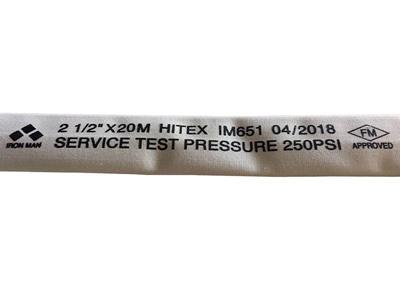 2 1/2" X20M HITEX IM651 04/2018
SERVICE TEST PRESSURE 250PSI
IRON MAN
FM
APPROVED